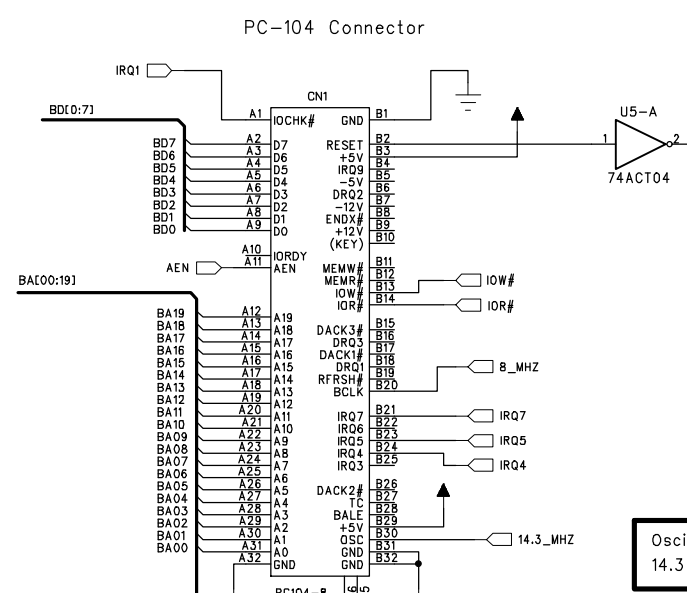 PC-104 Connector
IRQ1
CN1
BD[0:7]
U5-A
A1 IOCHK# GND B1
A2 D7 RESET B2 1 2
BD7 A3 D6 +5V B3
BD6 A4 D5 IRQ9 B4
BD5 A5 D4 -5V B5 74ACT04
BD4 A6 D3 DRQ2 B6
BD3 A7 D2 -12V B7
BD2 A8 D1 ENDX# B8
BD1 A9 D0 +12V B9
BD0 (KEY) B10
A10 IORDY
AEN A11 AEN MEMW# B11
MEMR# B12
BA[00:19] IOW# B13 IOW#
IOR# B14 IOR#
BA19 A12 A19
BA18 A13 A18 DACK3# B15
BA17 A14 A17 DRQ3 B16
BA16 A15 A16 DACK1# B17
BA15 A16 A15 DRQ1 B18
BA14 A17 A14 RFRSH# B19
BA13 A18 A13 BCLK B20 8_MHZ
BA12 A19 A12
BA11 A20 A11 IRQ7 B21 IRQ7
BA10 A21 A10 IRQ6 B22
BA09 A22 A9 IRQ5 B23 IRQ5
BA08 A23 A8 IRQ4 B24
BA07 A24 A7 IRQ3 B25 IRQ4
BA06 A25 A6
BA05 A26 A5 DACK2# B26
BA04 A27 A4 TC B27
BA03 A28 A3 BALE B28
BA02 A29 A2 +5V B29
BA01 A30 A1 OSC B30 14.3_MHZ
BA00 A31 A0 GND B31
A32 GND GND B32
Osci
14.3
PC104-8